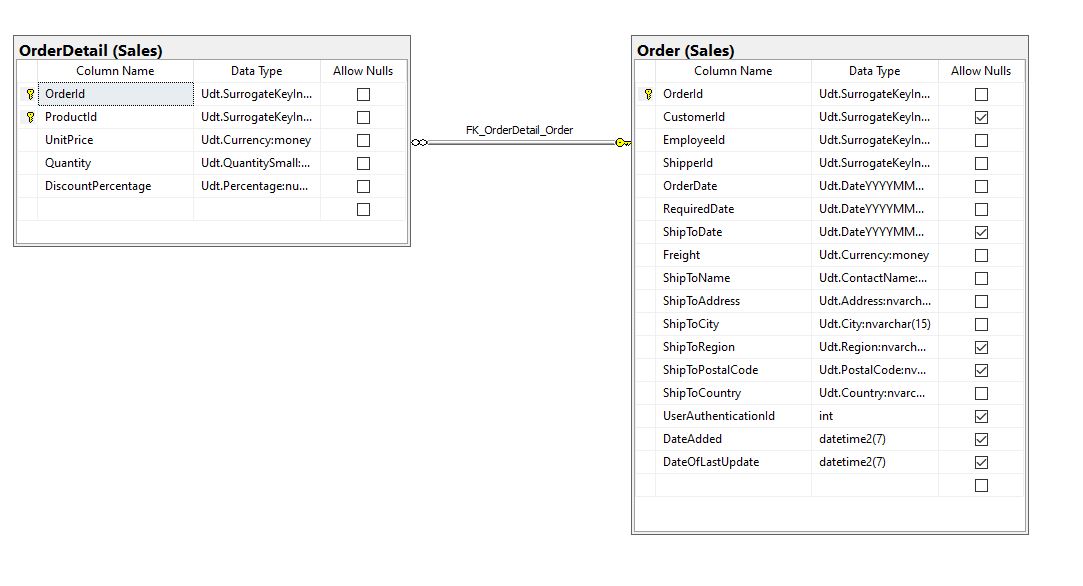 OrderDetail (Sales)
Column Name Data Type Allow Nulls
OrderId Udt.SurrogateKeyIn...
ProductId Udt.SurrogateKeyIn...
UnitPrice Udt.Currency:money
Quantity Udt.QuantitySmall:...
DiscountPercentage Udt.Percentage:nu...
FK_OrderDetail_Order
Order (Sales)
Column Name Data Type Allow Nulls
OrderId Udt.SurrogateKeyIn...
CustomerId Udt.SurrogateKeyIn...
EmployeeId Udt.SurrogateKeyIn...
ShipperId Udt.SurrogateKeyIn...
OrderDate Udt.DateYYYYMM...
RequiredDate Udt.DateYYYYMM...
ShipToDate Udt.DateYYYYMM...
Freight Udt.Currency:money
ShipToName Udt.ContactName:...
ShipToAddress Udt.Address:nvarch...
ShipToCity Udt.City:nvarchar(15)
ShipToRegion Udt.Region:nvarch...
ShipToPostalCode Udt.PostalCode:nv...
ShipToCountry Udt.Country:nvarc...
UserAuthenticationId int
DateAdded datetime2(7)
DateOfLastUpdate datetime2(7)